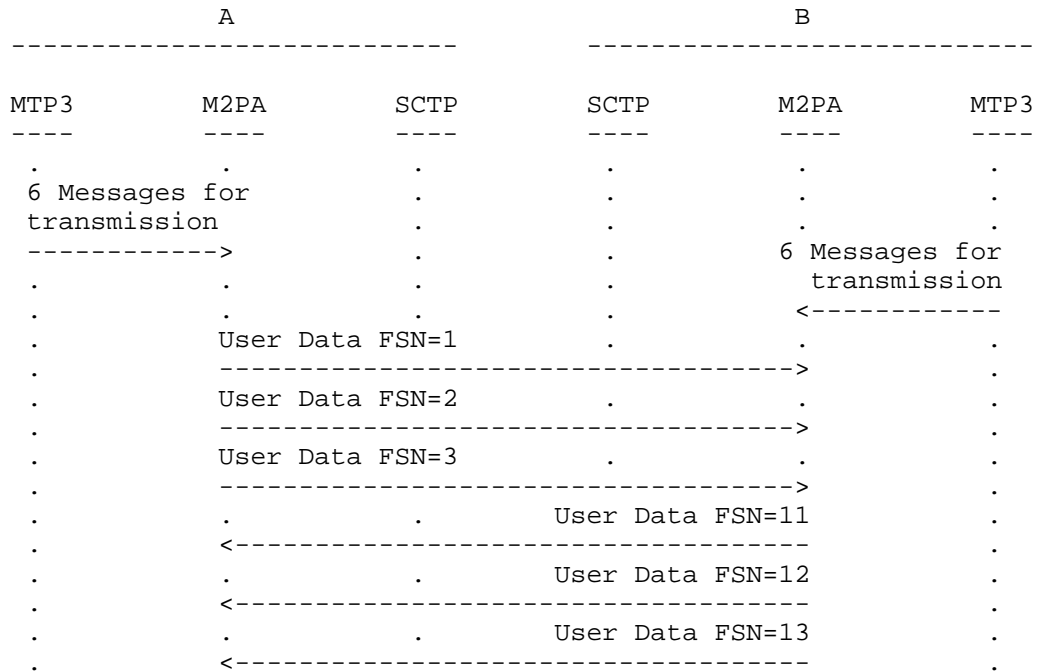 A                                   B
----------------------------        ----------------------------

MTP3        M2PA        SCTP        SCTP        M2PA        MTP3
----        ----        ----        ----        ----        ----
 .           .           .           .           .           .
 6 Messages for          .           .           .           .
 transmission            .           .           .           .
 ------------>           .           .          6 Messages for
 .           .           .           .            transmission
 .           .           .           .           <------------
 .           User Data FSN=1         .           .           .
 .           ------------------------------------>           .
 .           User Data FSN=2         .           .           .
 .           ------------------------------------>           .
 .           User Data FSN=3         .           .           .
 .           ------------------------------------>           .
 .           .           .        User Data FSN=11           .
 .           <------------------------------------           .
 .           .           .        User Data FSN=12           .
 .           <------------------------------------           .
 .           .           .        User Data FSN=13           .
 .           <------------------------------------           .